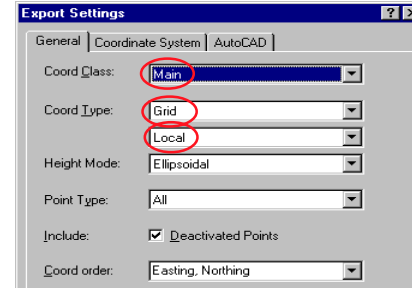 Export Settings
General Coordinate System AutoCAD
Coord Class: Main
Coord Type: Grid
Local
Height Mode: Ellipsoidal
Point Type: All
Include: Deactivated Points
Coord order: Easting, Northing